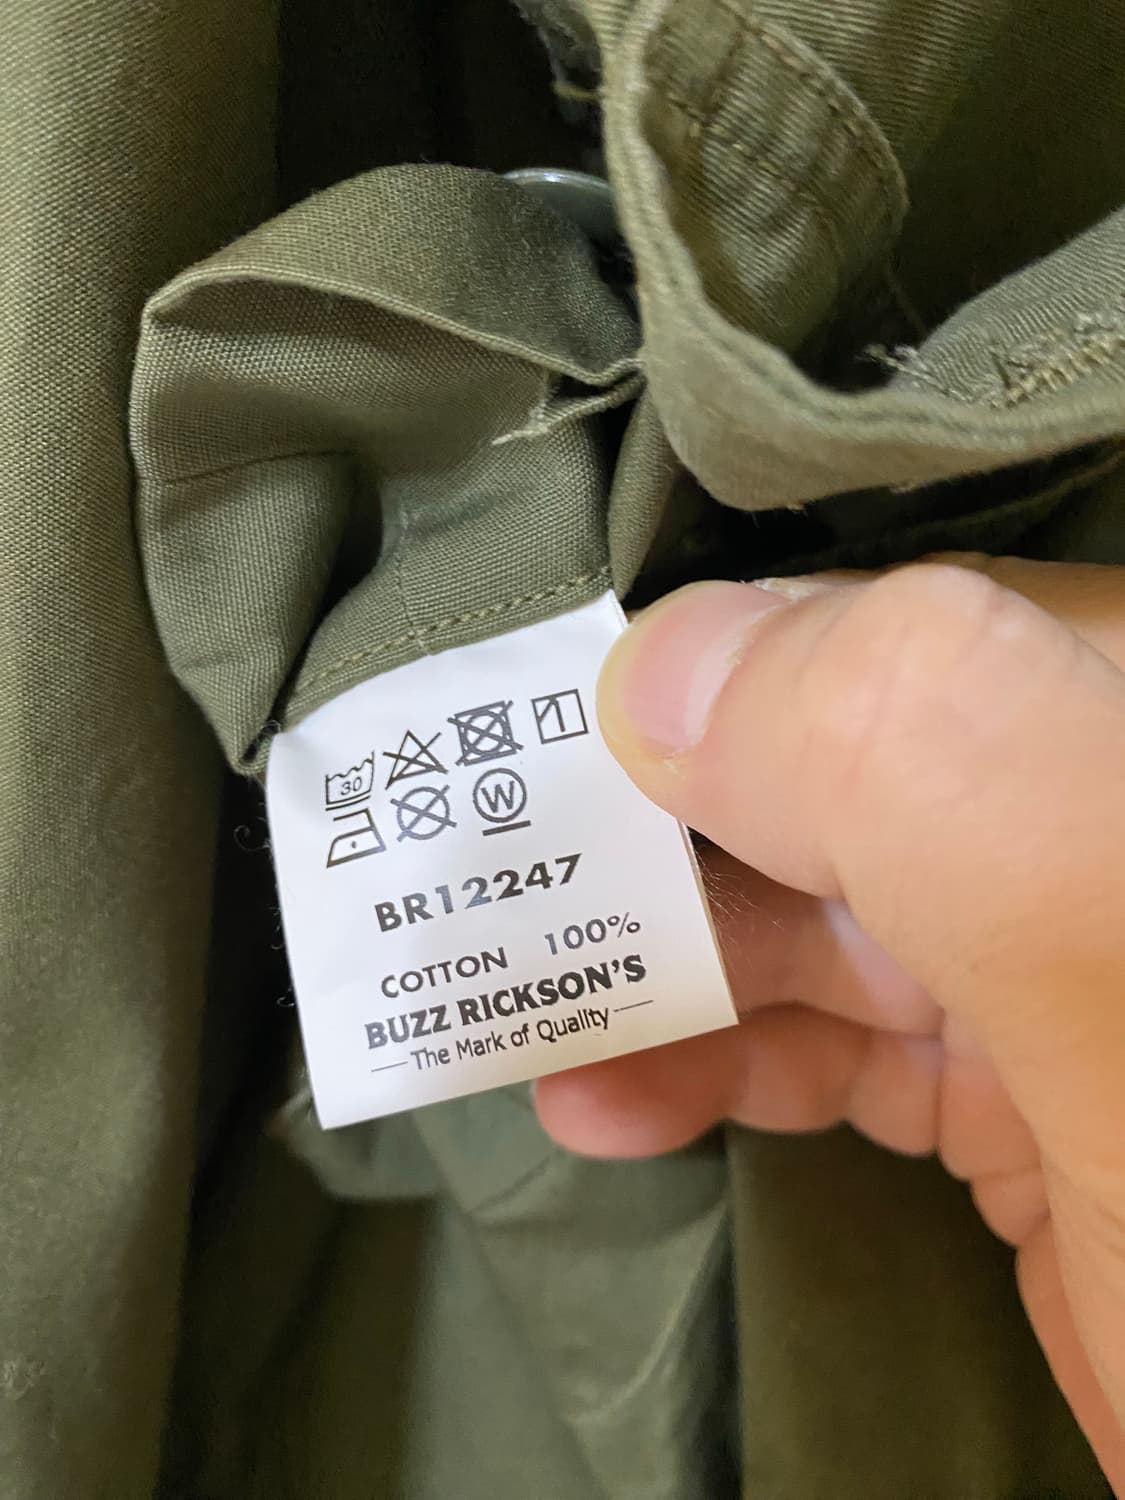 30
W
BR12247
COTTON 100%
BUZZ RICKSON'S
The Mark of Quality